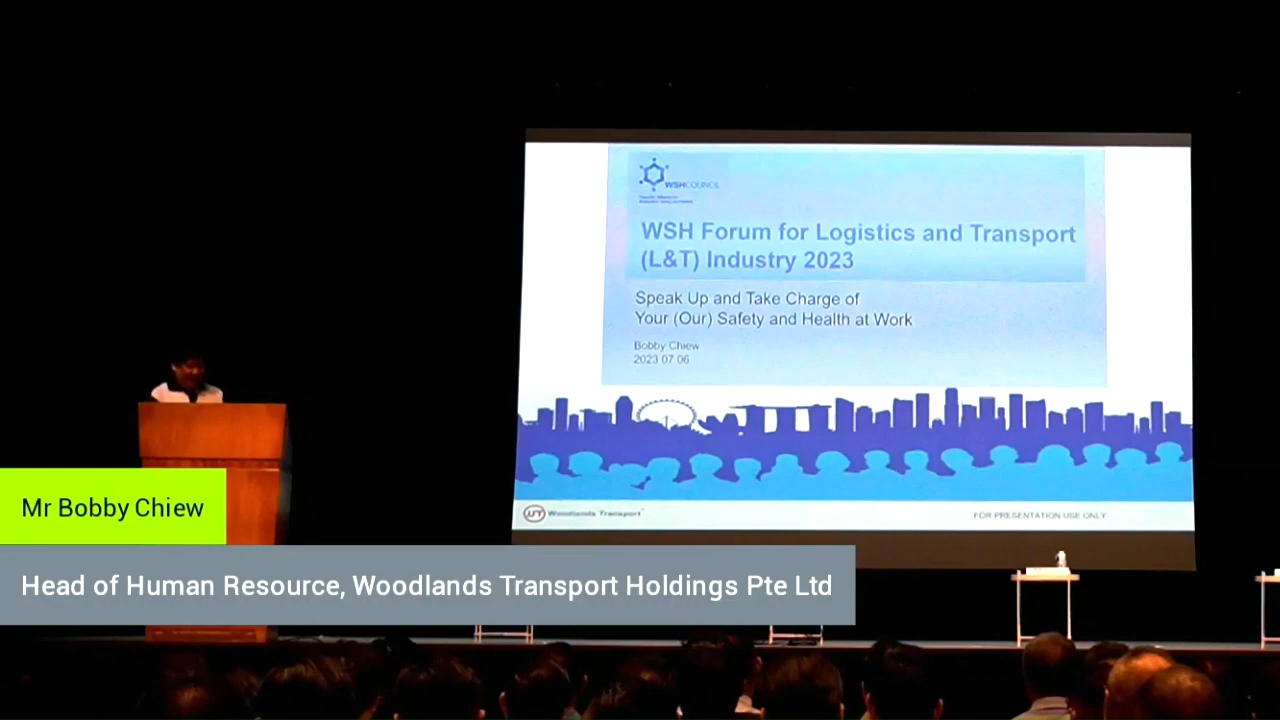 WSHCOUNCIL
WSH Forum for Logistics and Transport
(L&T) Industry 2023
Speak Up and Take Charge of
Your (Our) Safety and Health at Work
Bobby Chiew
2023 07 06
Woodlands Transport
FOR PRESENTATION USE ONLY
Mr Bobby Chiew
Head of Human Resource, Woodlands Transport Holdings Pte Ltd